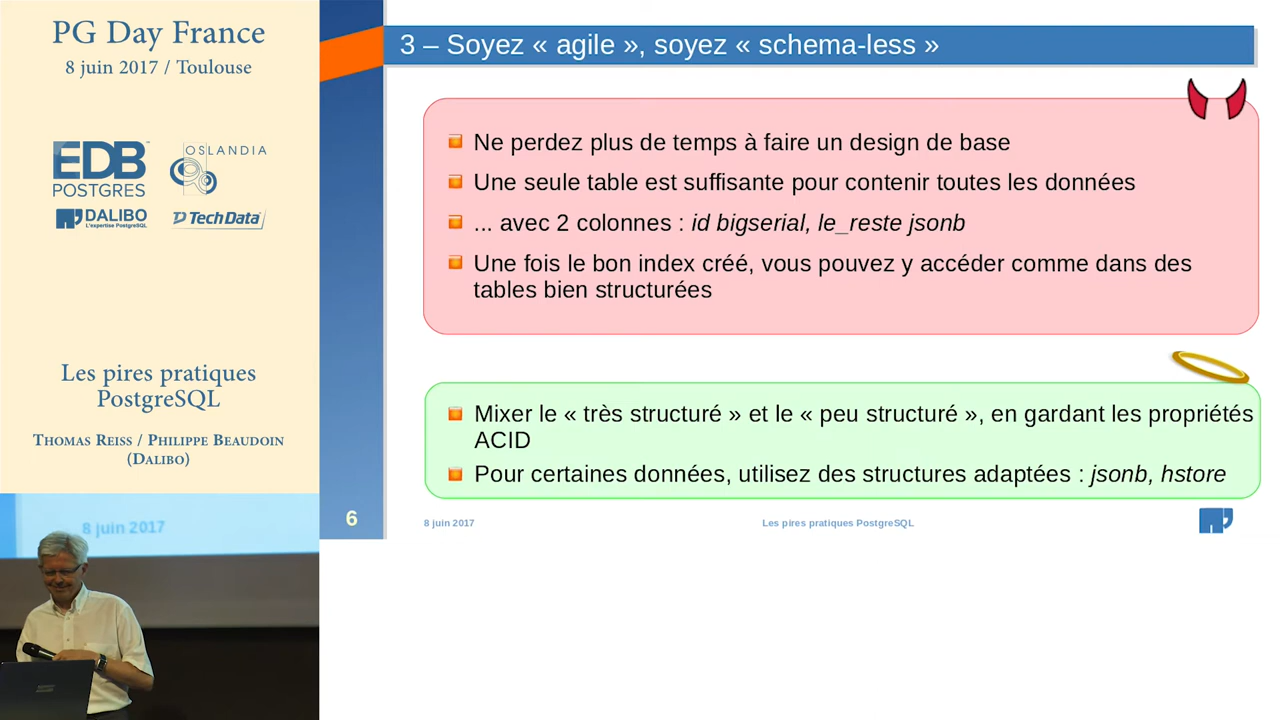 PG Day France
8 juin 2017 / Toulouse
EDB
POSTGRES
OSLANDIA
DALIBO
L'expertise PostgreSQL
TechData
Les pires pratiques
PostgreSQL
Thomas Reiss / Philippe Beaudoin
(Dalibo)
8 juin 2017
3 – Soyez « agile », soyez « schema-less »
Ne perdez plus de temps à faire un design de base
Une seule table est suffisante pour contenir toutes les données
... avec 2 colonnes : id bigserial, le_reste jsonb
Une fois le bon index créé, vous pouvez y accéder comme dans des
tables bien structurées
Mixer le « très structuré » et le « peu structuré », en gardant les propriétés
ACID
Pour certaines données, utilisez des structures adaptées : jsonb, hstore
6
8 juin 2017
Les pires pratiques PostgreSQL